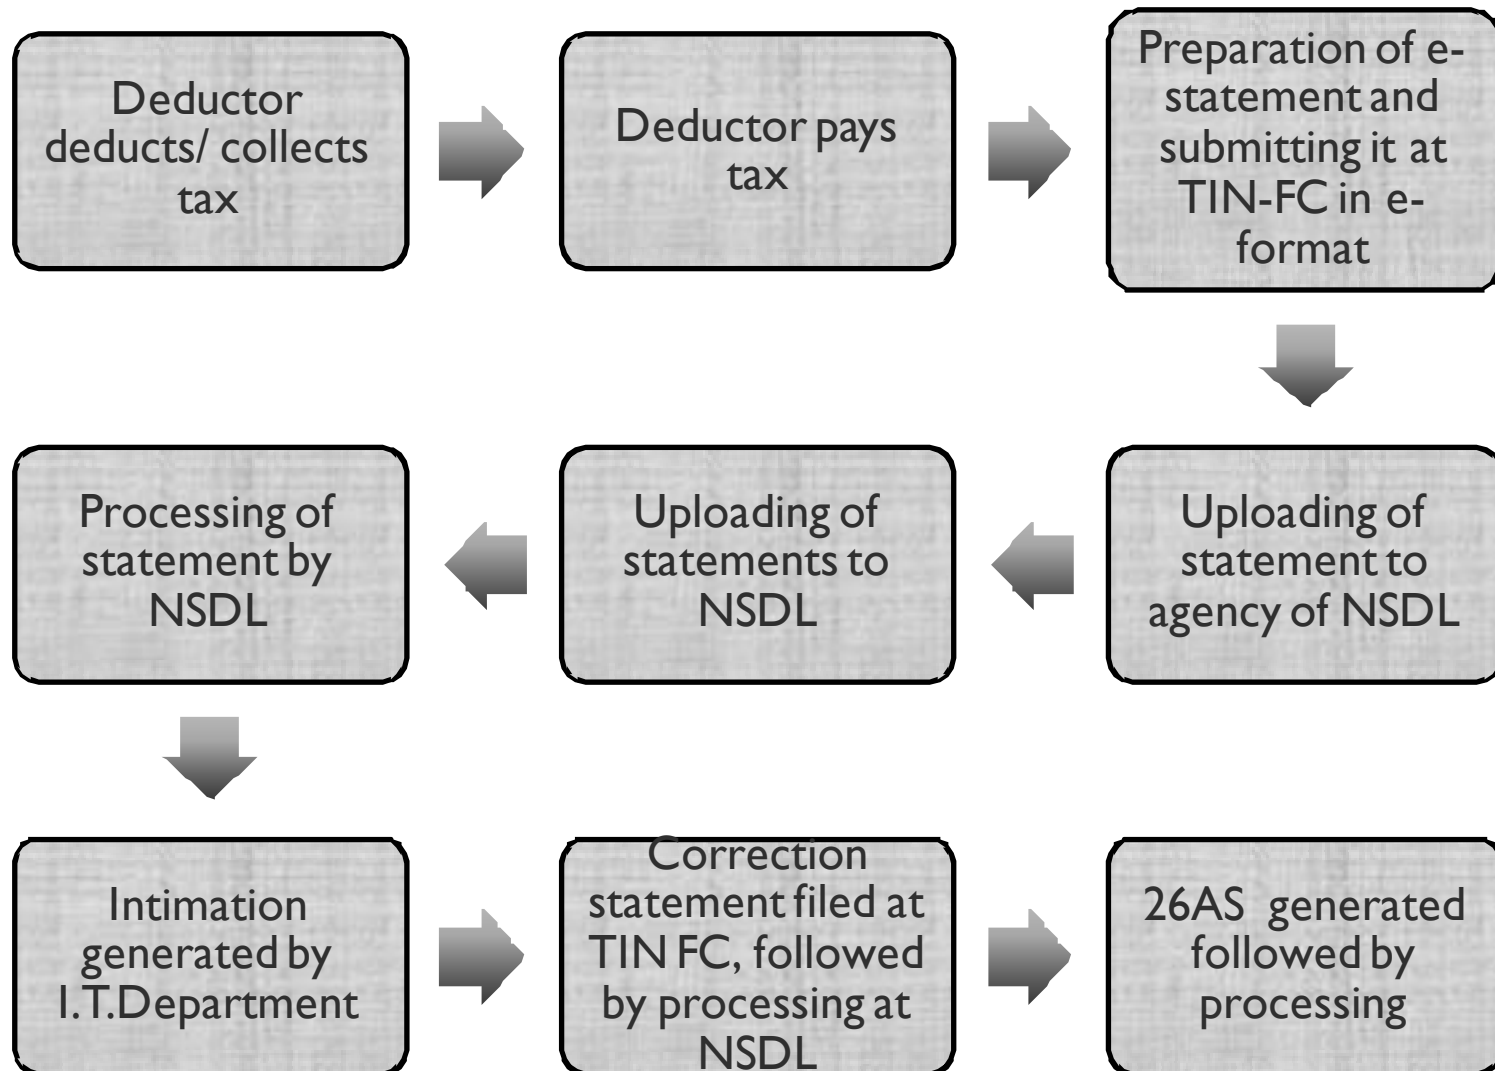 Deductor
deducts/ collects
tax
Deductor pays
tax
Preparation of e-
statement and
submitting it at
TIN-FC in e-
format
Uploading of
statement to
agency of NSDL
Uploading of
statements to
NSDL
Processing of
statement by
NSDL
Intimation
generated by
I.T.Department
Correction
statement filed at
TIN FC, followed
by processing at
NSDL
26AS generated
followed by
processing